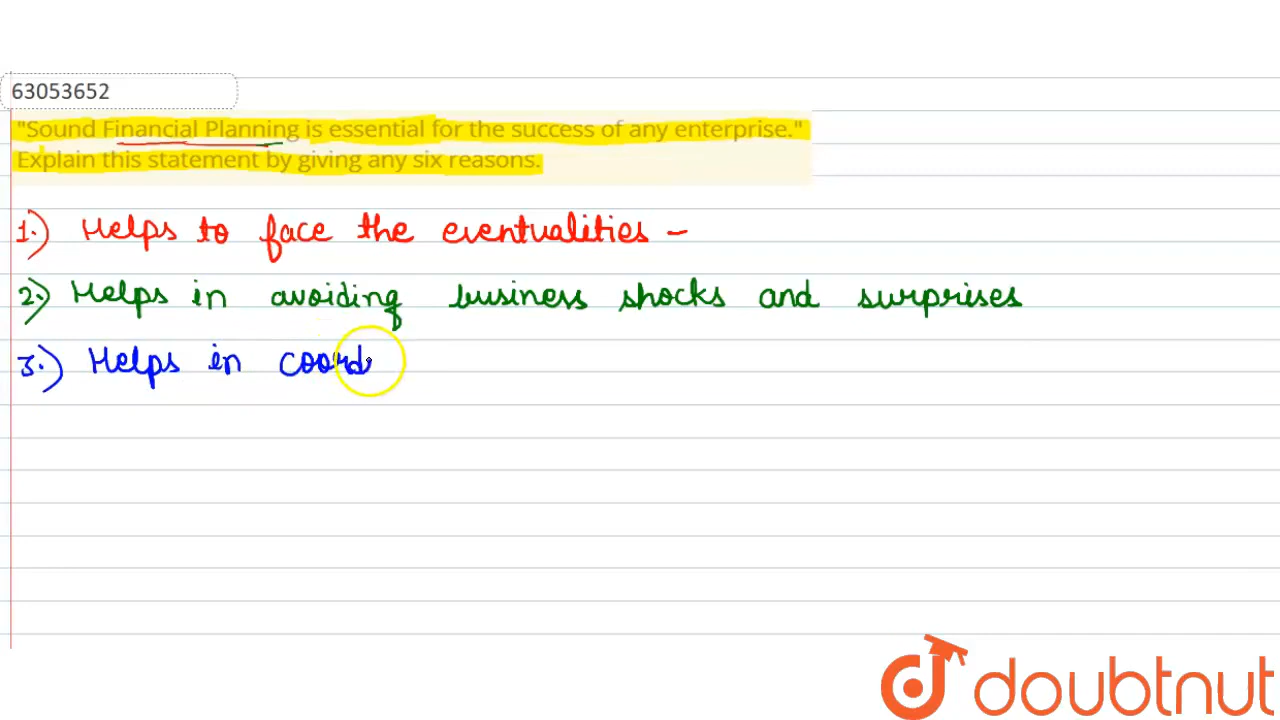 63053652
"Sound Financial Planning is essential for the success of any enterprise."
Explain this statement by giving any six reasons.
1.) Helps to face the eventualities -
2.) Helps in avoiding business shocks and surprises
3.) Helps in coord
doubtnut